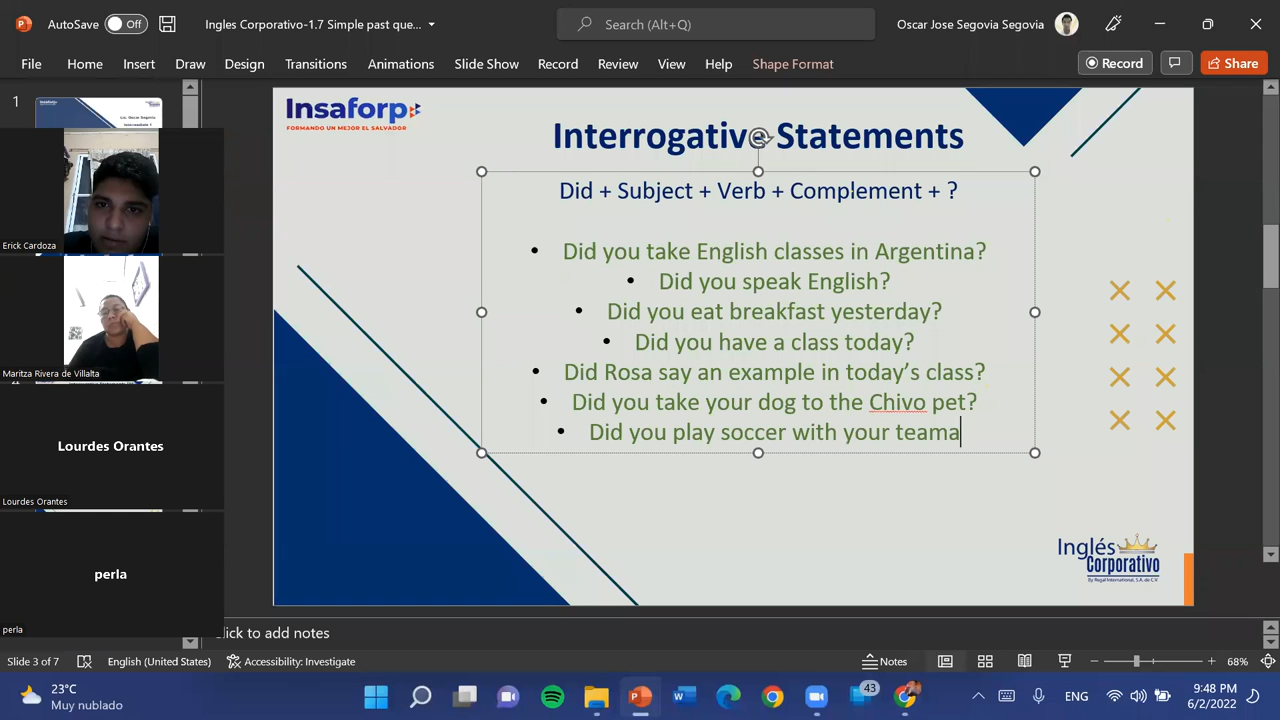 AutoSave Off
Ingles Corporativo-1.7 Simple past que...
Search (Alt+Q)
Oscar Jose Segovia Segovia
File Home Insert Draw Design Transitions Animations Slide Show Record Review View Help Shape Format
Record
Share
1
Insaforp
FORMANDO UN MEJOR EL SALVADOR
Interrogative Statements
Did + Subject + Verb + Complement + ?
• Did you take English classes in Argentina?
• Did you speak English?
• Did you eat breakfast yesterday?
• Did you have a class today?
• Did Rosa say an example in today's class?
• Did you take your dog to the Chivo pet?
• Did you play soccer with your teama
Inglés
Corporativo
By Regal International, S.A. de C.V
Erick Cardoza
Maritza Rivera de Villalta
Lourdes Orantes
Lourdes Orantes
perla
perla
lick to add notes
Slide 3 of 7
English (United States)
Accessibility: Investigate
Notes
68%
23°C
Muy nublado
43
ENG
9:48 PM
6/2/2022